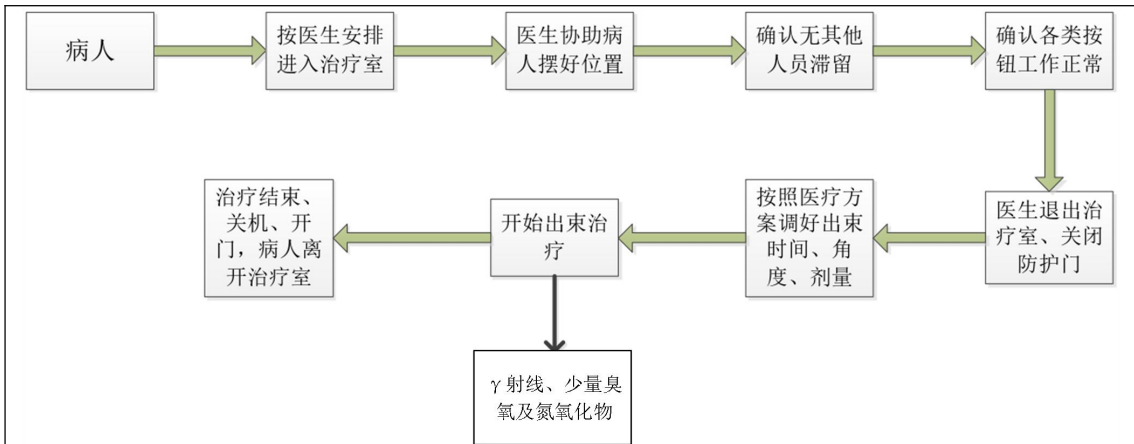 病人
按医生安排
进入治疗室
医生协助病
人摆好位置
确认无其他
人员滞留
确认各类按
钮工作正常
医生退出治
疗室、关闭
防护门
按照医疗方
案调好出束
时间、角
度、剂量
开始出束治
疗
治疗结束、
关机、开
门，病人离
开治疗室
γ射线、少量臭
氧及氮氧化物